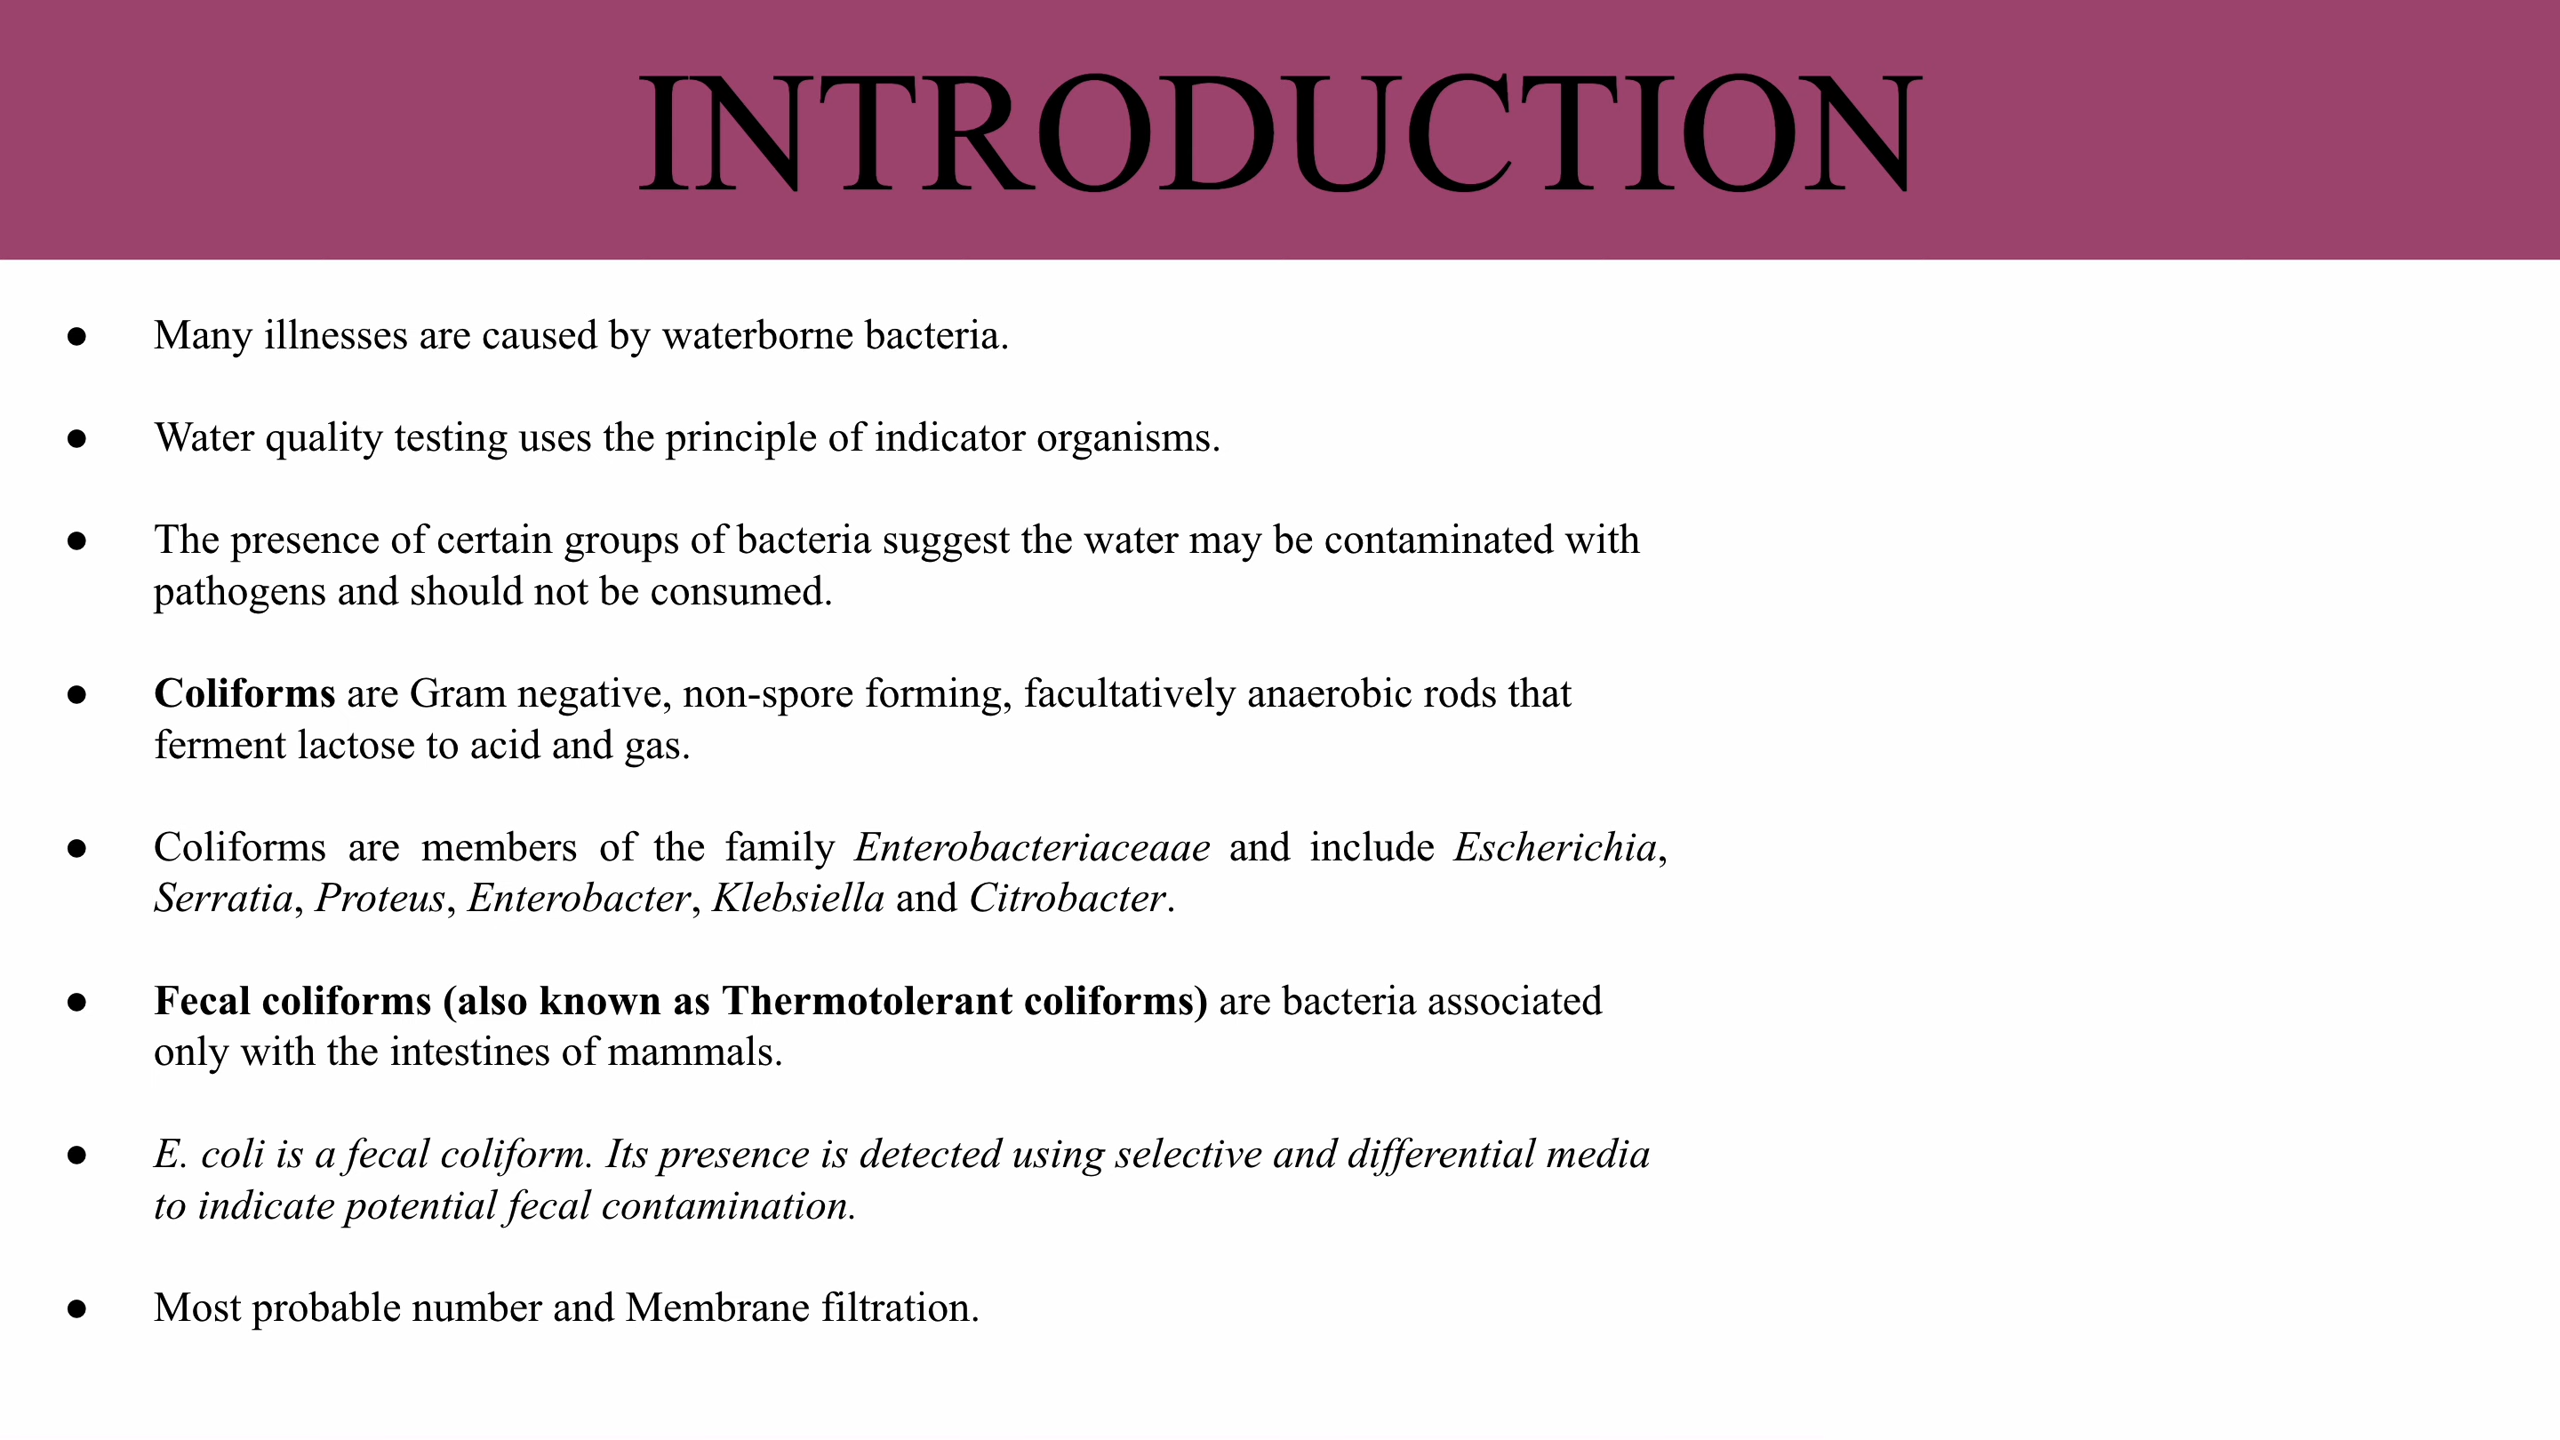 INTRODUCTION
● Many illnesses are caused by waterborne bacteria.
● Water quality testing uses the principle of indicator organisms.
● The presence of certain groups of bacteria suggest the water may be contaminated with
pathogens and should not be consumed.
● Coliforms are Gram negative, non-spore forming, facultatively anaerobic rods that
ferment lactose to acid and gas.
● Coliforms are members of the family Enterobacteriaceaae and include Escherichia,
Serratia, Proteus, Enterobacter, Klebsiella and Citrobacter.
● Fecal coliforms (also known as Thermotolerant coliforms) are bacteria associated
only with the intestines of mammals.
● E. coli is a fecal coliform. Its presence is detected using selective and differential media
to indicate potential fecal contamination.
● Most probable number and Membrane filtration.